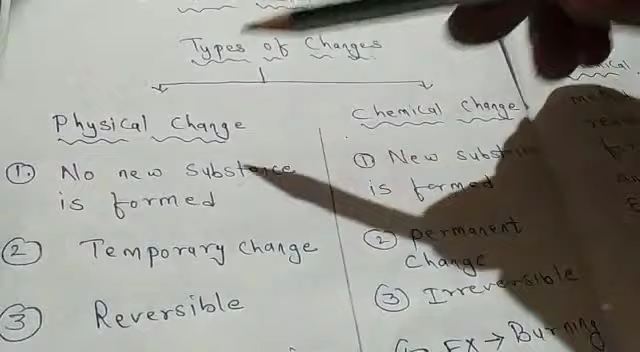 Types of Changes
Physical Change
① No new Substence
is formed
② Temporary change
③ Reversible
Chemical Change
① New
is formed
② permanent
change
③ Irreversible
EX → Burning